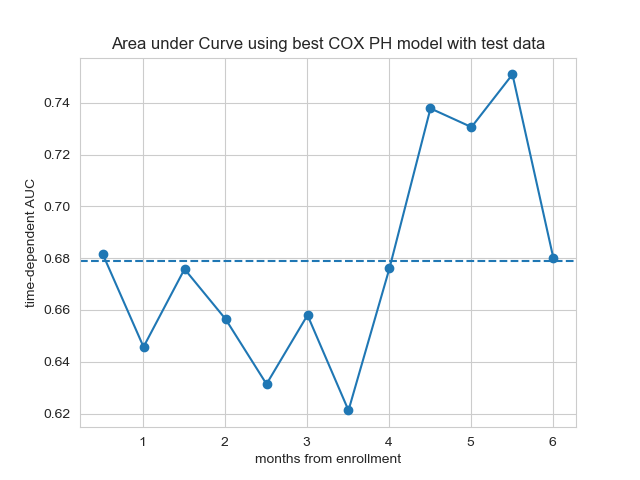 Area under Curve using best COX PH model with test data
time-dependent AUC
0.74
0.72
0.70
0.68
0.66
0.64
0.62
1 2 3 4 5 6
months from enrollment